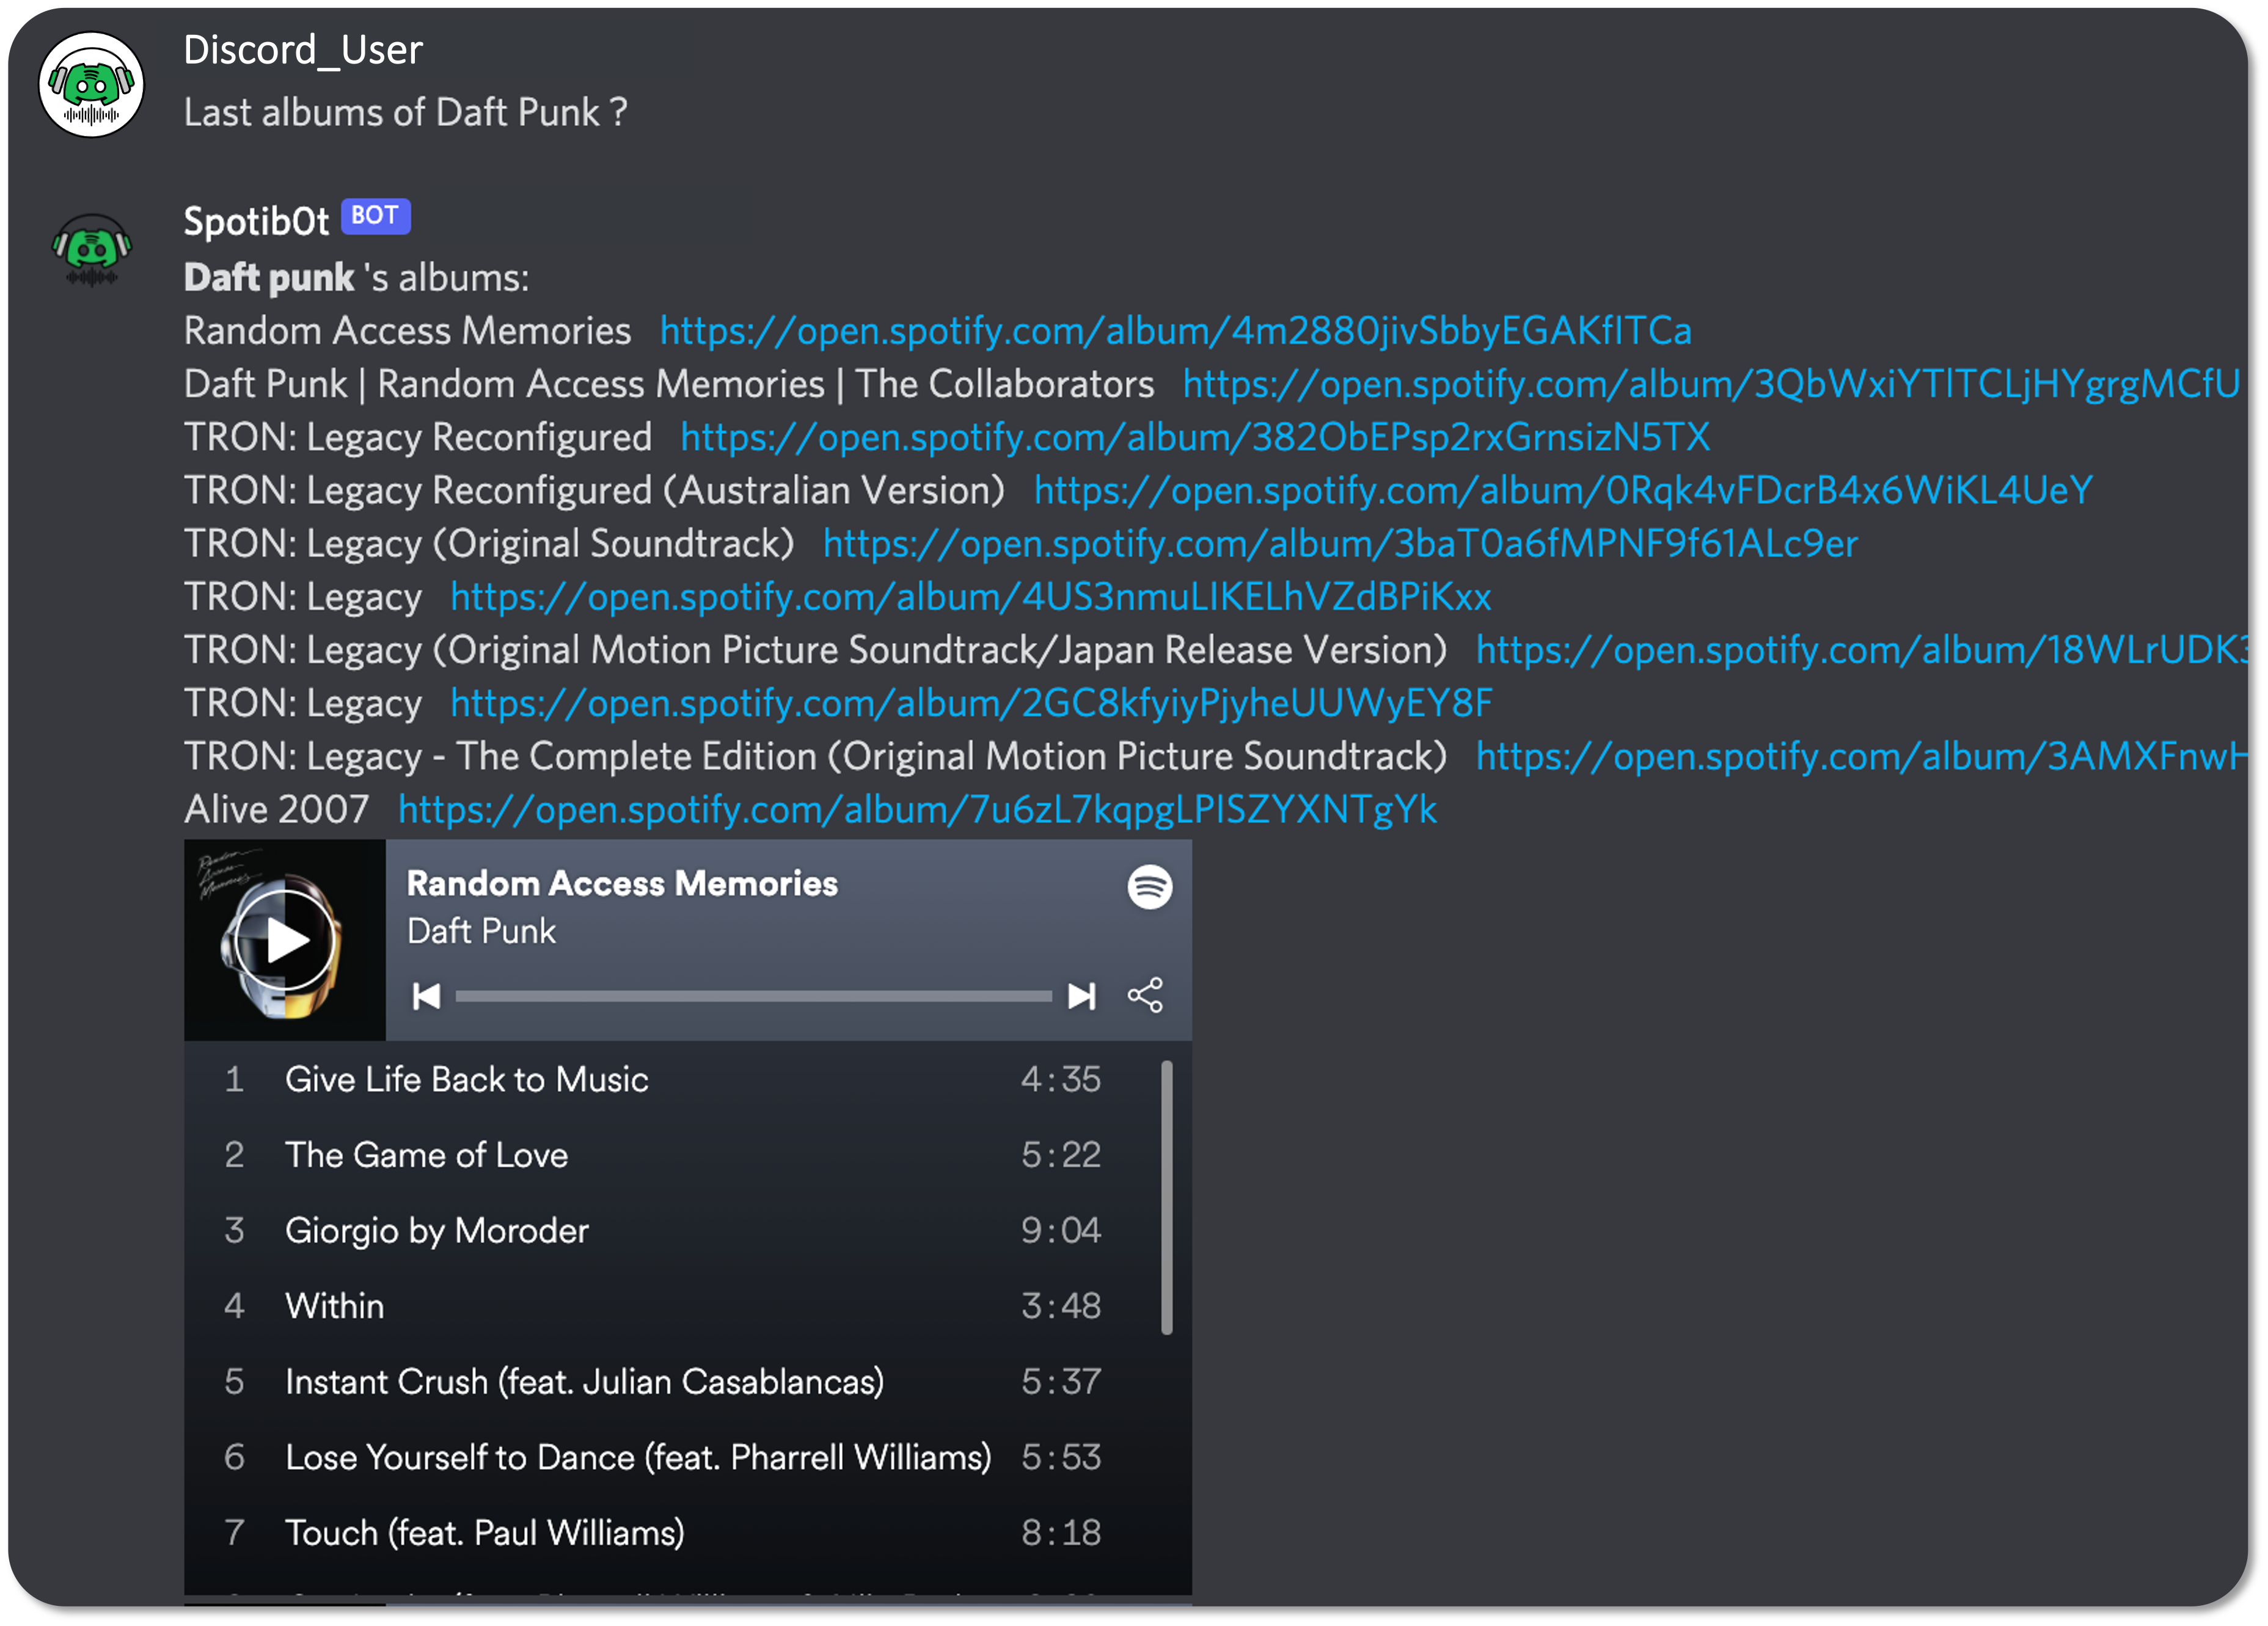 Discord_User
Last albums of Daft Punk ?
Spotib0t BOT
Daft punk 's albums:
Random Access Memories https://open.spotify.com/album/4m2880jivSbbyEGAKfITCa
Daft Punk | Random Access Memories | The Collaborators https://open.spotify.com/album/3QbWxiYTlTCLjHYgrgMCfU
TRON: Legacy Reconfigured https://open.spotify.com/album/382ObEPsp2rxGrnsizN5TX
TRON: Legacy Reconfigured (Australian Version) https://open.spotify.com/album/0Rqk4vFDcrB4x6WiKL4UeY
TRON: Legacy (Original Soundtrack) https://open.spotify.com/album/3baT0a6fMPNF9f61ALc9er
TRON: Legacy https://open.spotify.com/album/4US3nmuLIKELhVZdBPiKxx
TRON: Legacy (Original Motion Picture Soundtrack/Japan Release Version) https://open.spotify.com/album/18WLrUDK3
TRON: Legacy https://open.spotify.com/album/2GC8kfyiyPjyheUUWyEY8F
TRON: Legacy - The Complete Edition (Original Motion Picture Soundtrack) https://open.spotify.com/album/3AMXFnwH
Alive 2007 https://open.spotify.com/album/7u6zL7kqpgLPISZYXNTgYk
Random Access Memories
Random Access Memories
Daft Punk
1 Give Life Back to Music 4:35
2 The Game of Love 5:22
3 Giorgio by Moroder 9:04
4 Within 3:48
5 Instant Crush (feat. Julian Casablancas) 5:37
6 Lose Yourself to Dance (feat. Pharrell Williams) 5:53
7 Touch (feat. Paul Williams) 8:18